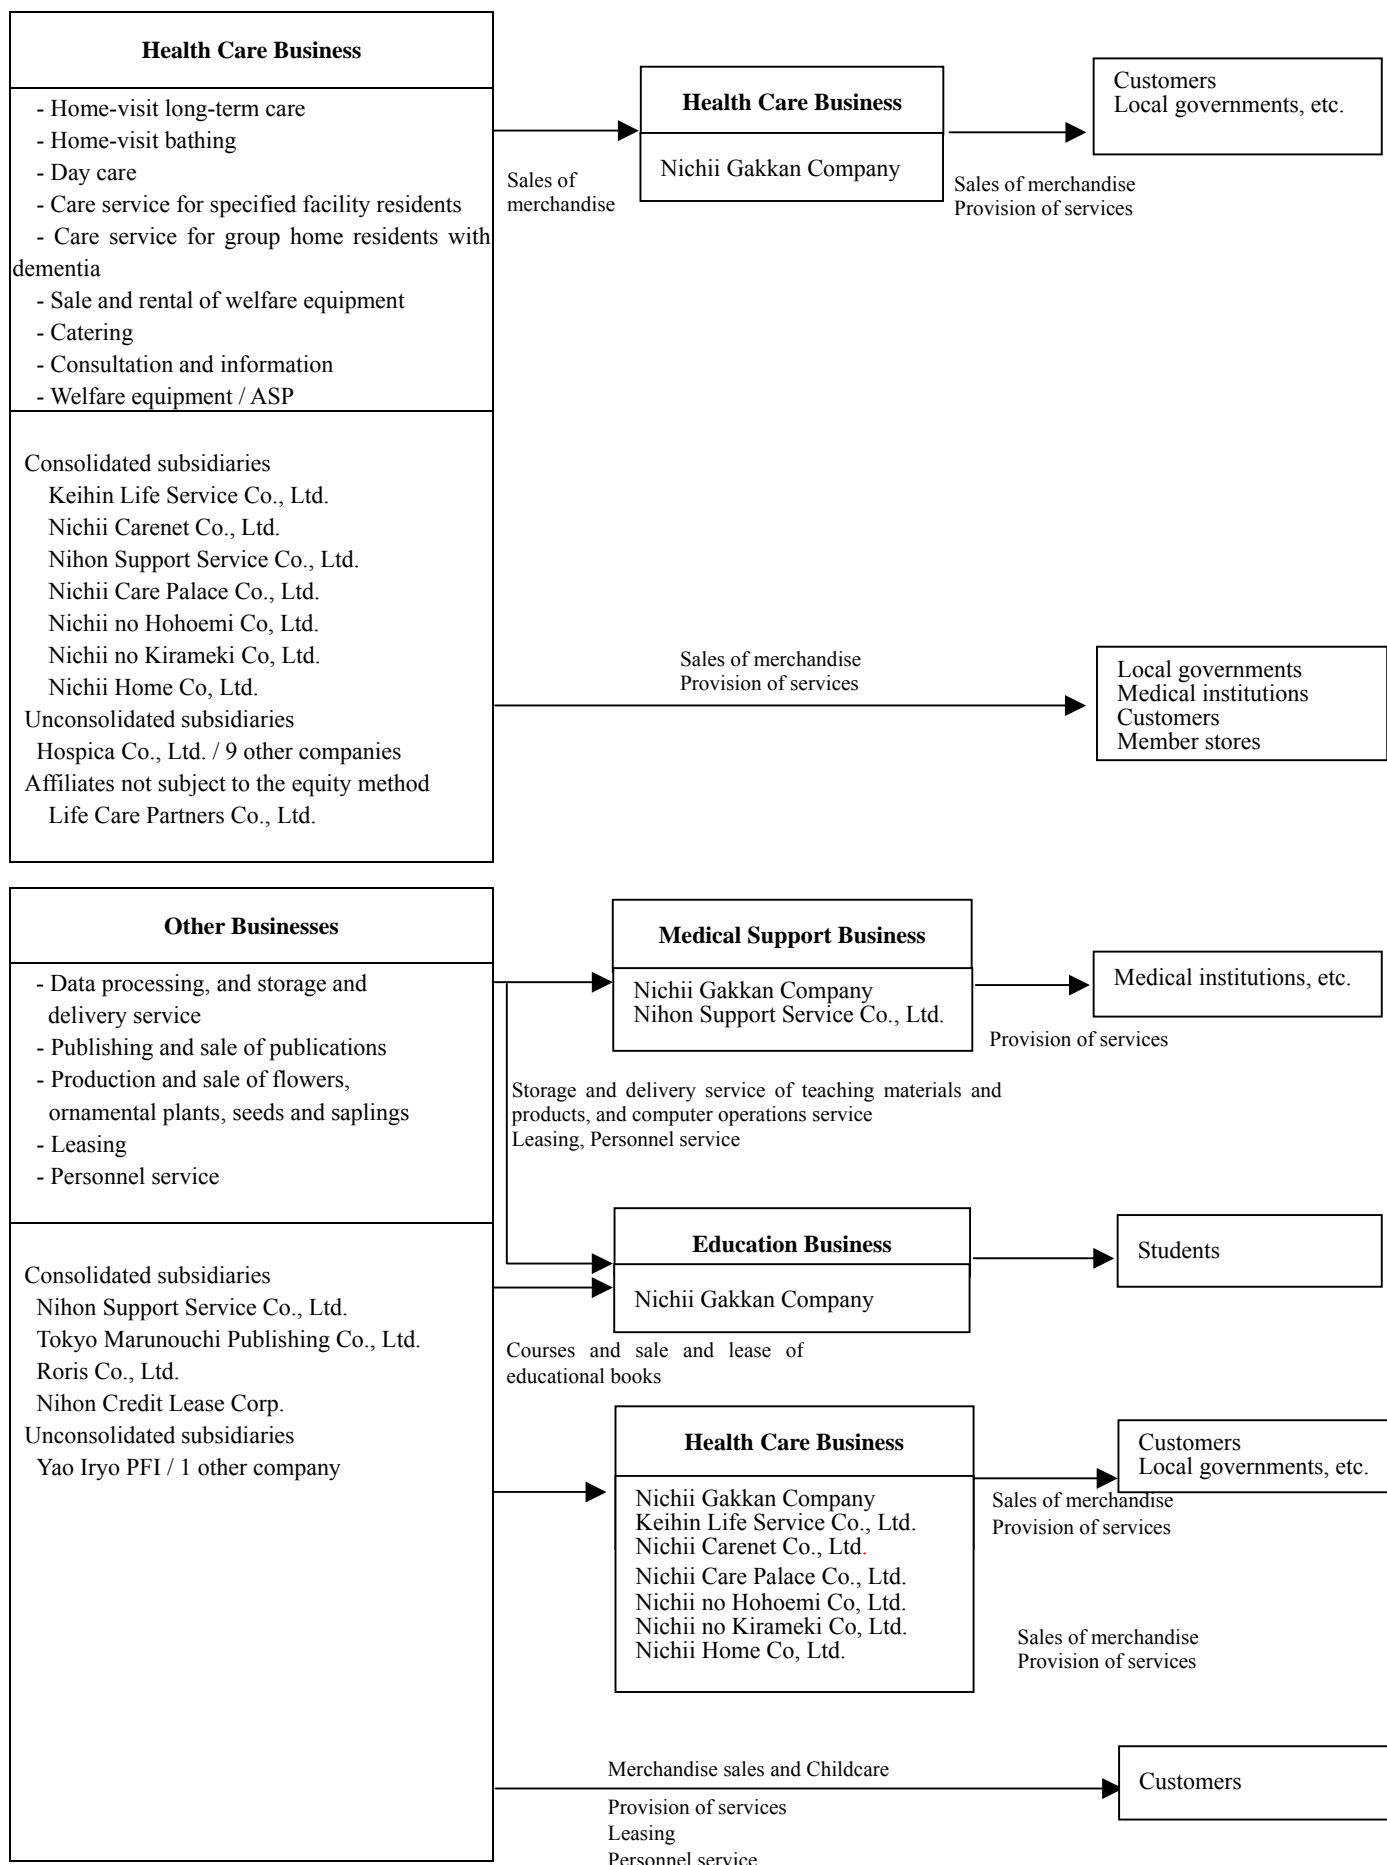 Health Care Business
- Home-visit long-term care
- Home-visit bathing
- Day care
- Care service for specified facility residents
- Care service for group home residents with
dementia
- Sale and rental of welfare equipment
- Catering
- Consultation and information
- Welfare equipment / ASP
Consolidated subsidiaries
Keihin Life Service Co., Ltd.
Nichii Carenet Co., Ltd.
Nihon Support Service Co., Ltd.
Nichii Care Palace Co., Ltd.
Nichii no Hohoemi Co, Ltd.
Nichii no Kirameki Co, Ltd.
Nichii Home Co, Ltd.
Unconsolidated subsidiaries
Hospica Co., Ltd. / 9 other companies
Affiliates not subject to the equity method
Life Care Partners Co., Ltd.
Sales of
merchandise
Health Care Business
Nichii Gakkan Company
Sales of merchandise
Provision of services
Customers
Local governments, etc.
Sales of merchandise
Provision of services
Local governments
Medical institutions
Customers
Member stores
Other Businesses
- Data processing, and storage and
delivery service
- Publishing and sale of publications
- Production and sale of flowers,
ornamental plants, seeds and saplings
- Leasing
- Personnel service
Consolidated subsidiaries
Nihon Support Service Co., Ltd.
Tokyo Marunouchi Publishing Co., Ltd.
Roris Co., Ltd.
Nihon Credit Lease Corp.
Unconsolidated subsidiaries
Yao Iryo PFI / 1 other company
Medical Support Business
Nichii Gakkan Company
Nihon Support Service Co., Ltd.
Provision of services
Medical institutions, etc.
Storage and delivery service of teaching materials and
products, and computer operations service
Leasing, Personnel service
Education Business
Nichii Gakkan Company
Students
Courses and sale and lease of
educational books
Health Care Business
Nichii Gakkan Company
Keihin Life Service Co., Ltd.
Nichii Carenet Co., Ltd.
Nichii Care Palace Co., Ltd.
Nichii no Hohoemi Co, Ltd.
Nichii no Kirameki Co, Ltd.
Nichii Home Co, Ltd.
Customers
Local governments, etc.
Sales of merchandise
Provision of services
Sales of merchandise
Provision of services
Merchandise sales and Childcare
Provision of services
Leasing
Personnel service
Customers